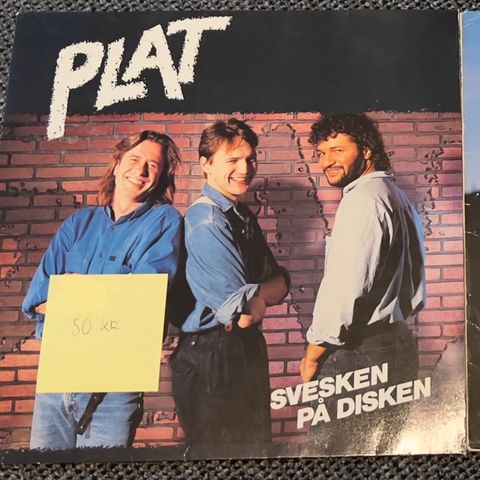 PLAT
50 KR
SVESKEN
PÅ DISKEN